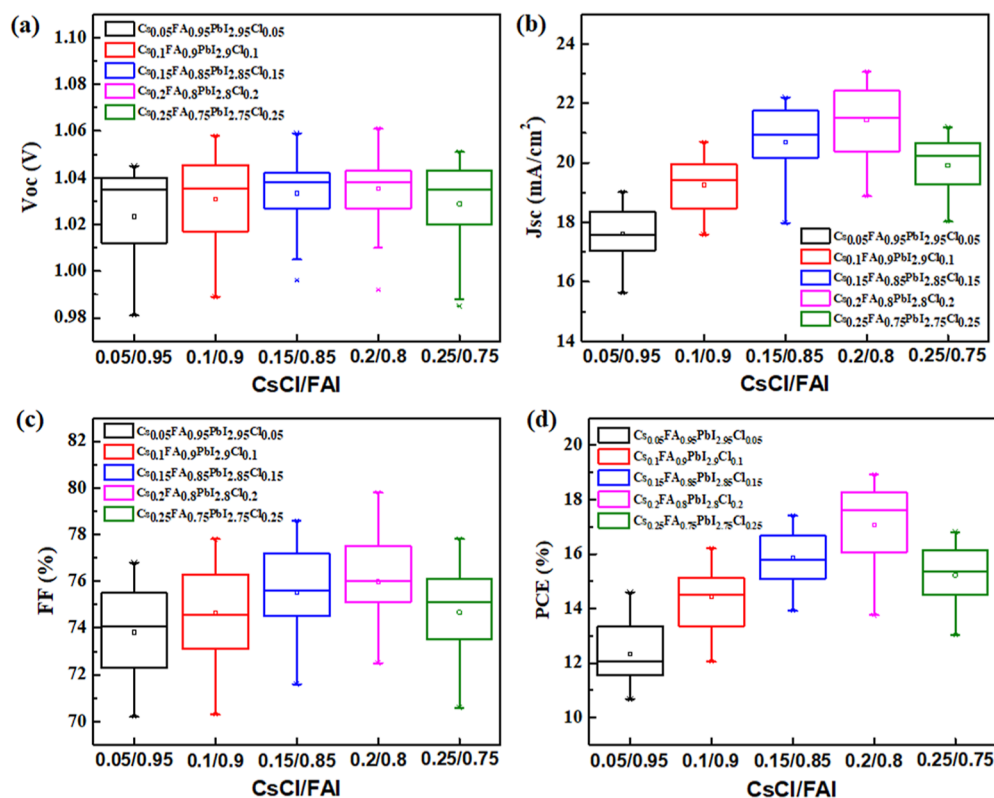 (a)
Cs0.05FA0.95PbI2.95Cl0.05
Cs0.1FA0.9PbI2.9Cl0.1
Cs0.15FA0.85PbI2.85Cl0.15
Cs0.2FA0.8PbI2.8Cl0.2
Cs0.25FA0.75PbI2.75Cl0.25
1.10
1.08
1.06
1.04
1.02
1.00
0.98
Voc (V)
0.05/0.95 0.1/0.9 0.15/0.85 0.2/0.8 0.25/0.75
CsCl/FAI
(b)
24
22
20
18
16
14
Jsc (mA/cm2)
Cs0.05FA0.95PbI2.95Cl0.05
Cs0.1FA0.9PbI2.9Cl0.1
Cs0.15FA0.85PbI2.85Cl0.15
Cs0.2FA0.8PbI2.8Cl0.2
Cs0.25FA0.75PbI2.75Cl0.25
0.05/0.95 0.1/0.9 0.15/0.85 0.2/0.8 0.25/0.75
CsCl/FAI
(c)
Cs0.05FA0.95PbI2.95Cl0.05
Cs0.1FA0.9PbI2.9Cl0.1
Cs0.15FA0.85PbI2.85Cl0.15
Cs0.2FA0.8PbI2.8Cl0.2
Cs0.25FA0.75PbI2.75Cl0.25
82
80
78
76
74
72
70
FF (%)
0.05/0.95 0.1/0.9 0.15/0.85 0.2/0.8 0.25/0.75
CsCl/FAI
(d)
Cs0.05FA0.95PbI2.95Cl0.05
Cs0.1FA0.9PbI2.9Cl0.1
Cs0.15FA0.85PbI2.85Cl0.15
Cs0.2FA0.8PbI2.8Cl0.2
Cs0.25FA0.75PbI2.75Cl0.25
20
18
16
14
12
10
PCE (%)
0.05/0.95 0.1/0.9 0.15/0.85 0.2/0.8 0.25/0.75
CsCl/FAI